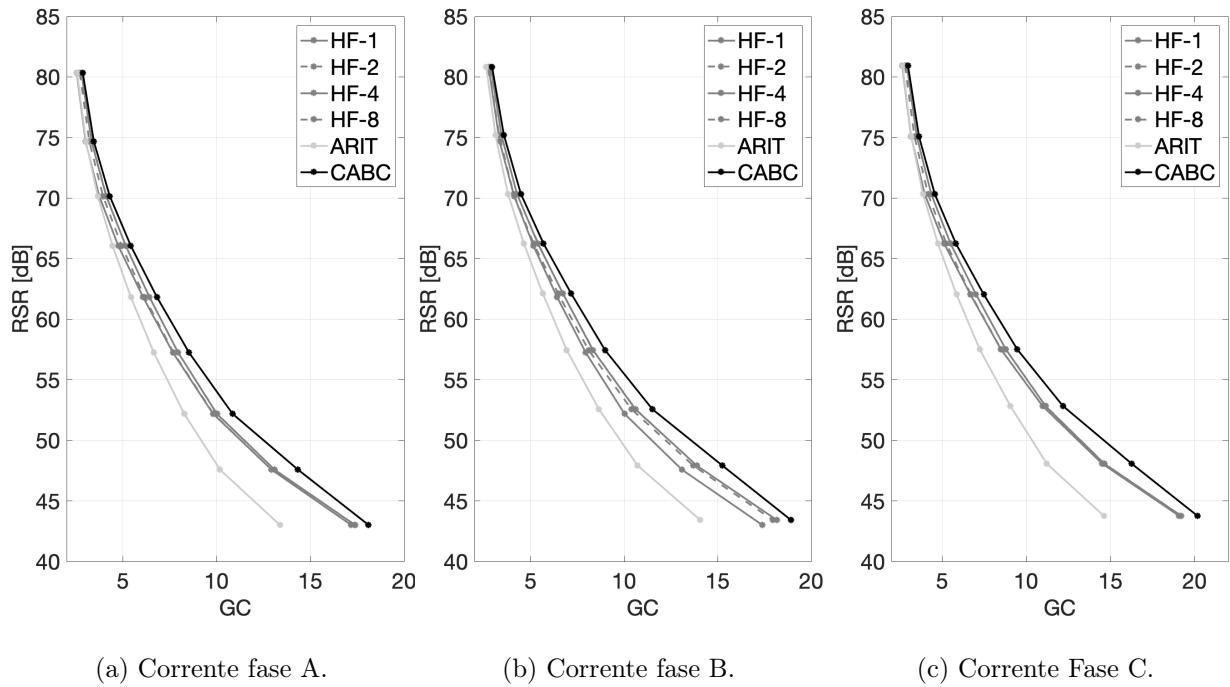 85
80
75
70
65
60
55
50
45
40
RSR [dB]
5 10 15 20
GC
HF-1
HF-2
HF-4
HF-8
ARIT
CABC
(a) Corrente fase A.
85
80
75
70
65
60
55
50
45
40
RSR [dB]
5 10 15 20
GC
HF-1
HF-2
HF-4
HF-8
ARIT
CABC
(b) Corrente fase B.
85
80
75
70
65
60
55
50
45
40
RSR [dB]
5 10 15 20
GC
HF-1
HF-2
HF-4
HF-8
ARIT
CABC
(c) Corrente Fase C.